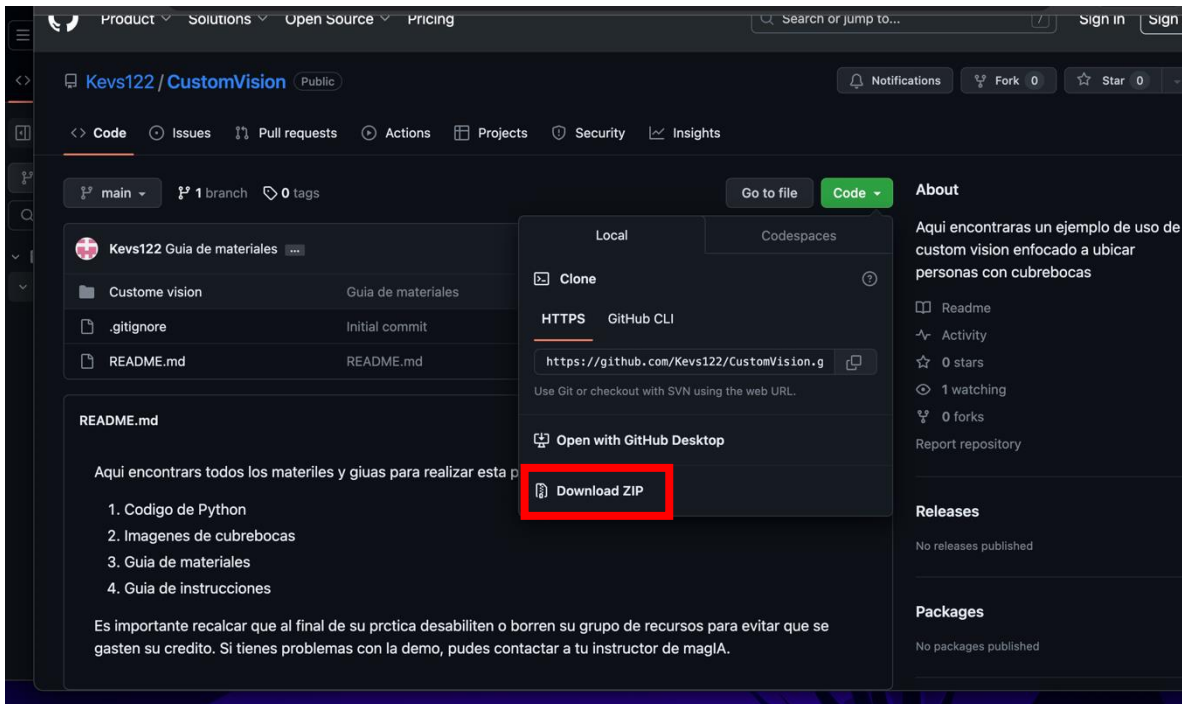 Product Solutions Open Source Pricing Search or jump to... / Sign in Sign
Kevs122 / CustomVision Public Notifications Fork 0 Star 0
<> Code Issues Pull requests Actions Projects Security Insights
main 1 branch 0 tags Go to file Code
Kevs122 Guia de materiales ...
Custome vision Guia de materiales
.gitignore Initial commit
README.md README.md
Local Codespaces
Clone
HTTPS GitHub CLI
https://github.com/Kevs122/CustomVision.g
Use Git or checkout with SVN using the web URL.
Open with GitHub Desktop
Download ZIP
README.md
Aqui encontrars todos los materiles y giuas para realizar esta p
1. Codigo de Python
2. Imagenes de cubrebocas
3. Guia de materiales
4. Guia de instrucciones
Es importante recalcar que al final de su prctica desabiliten o borren su grupo de recursos para evitar que se
gasten su credito. Si tienes problemas con la demo, pudes contactar a tu instructor de magIA.
About
Aqui encontraras un ejemplo de uso de
custom vision enfocado a ubicar
personas con cubrebocas
Readme
Activity
0 stars
1 watching
0 forks
Report repository
Releases
No releases published
Packages
No packages published